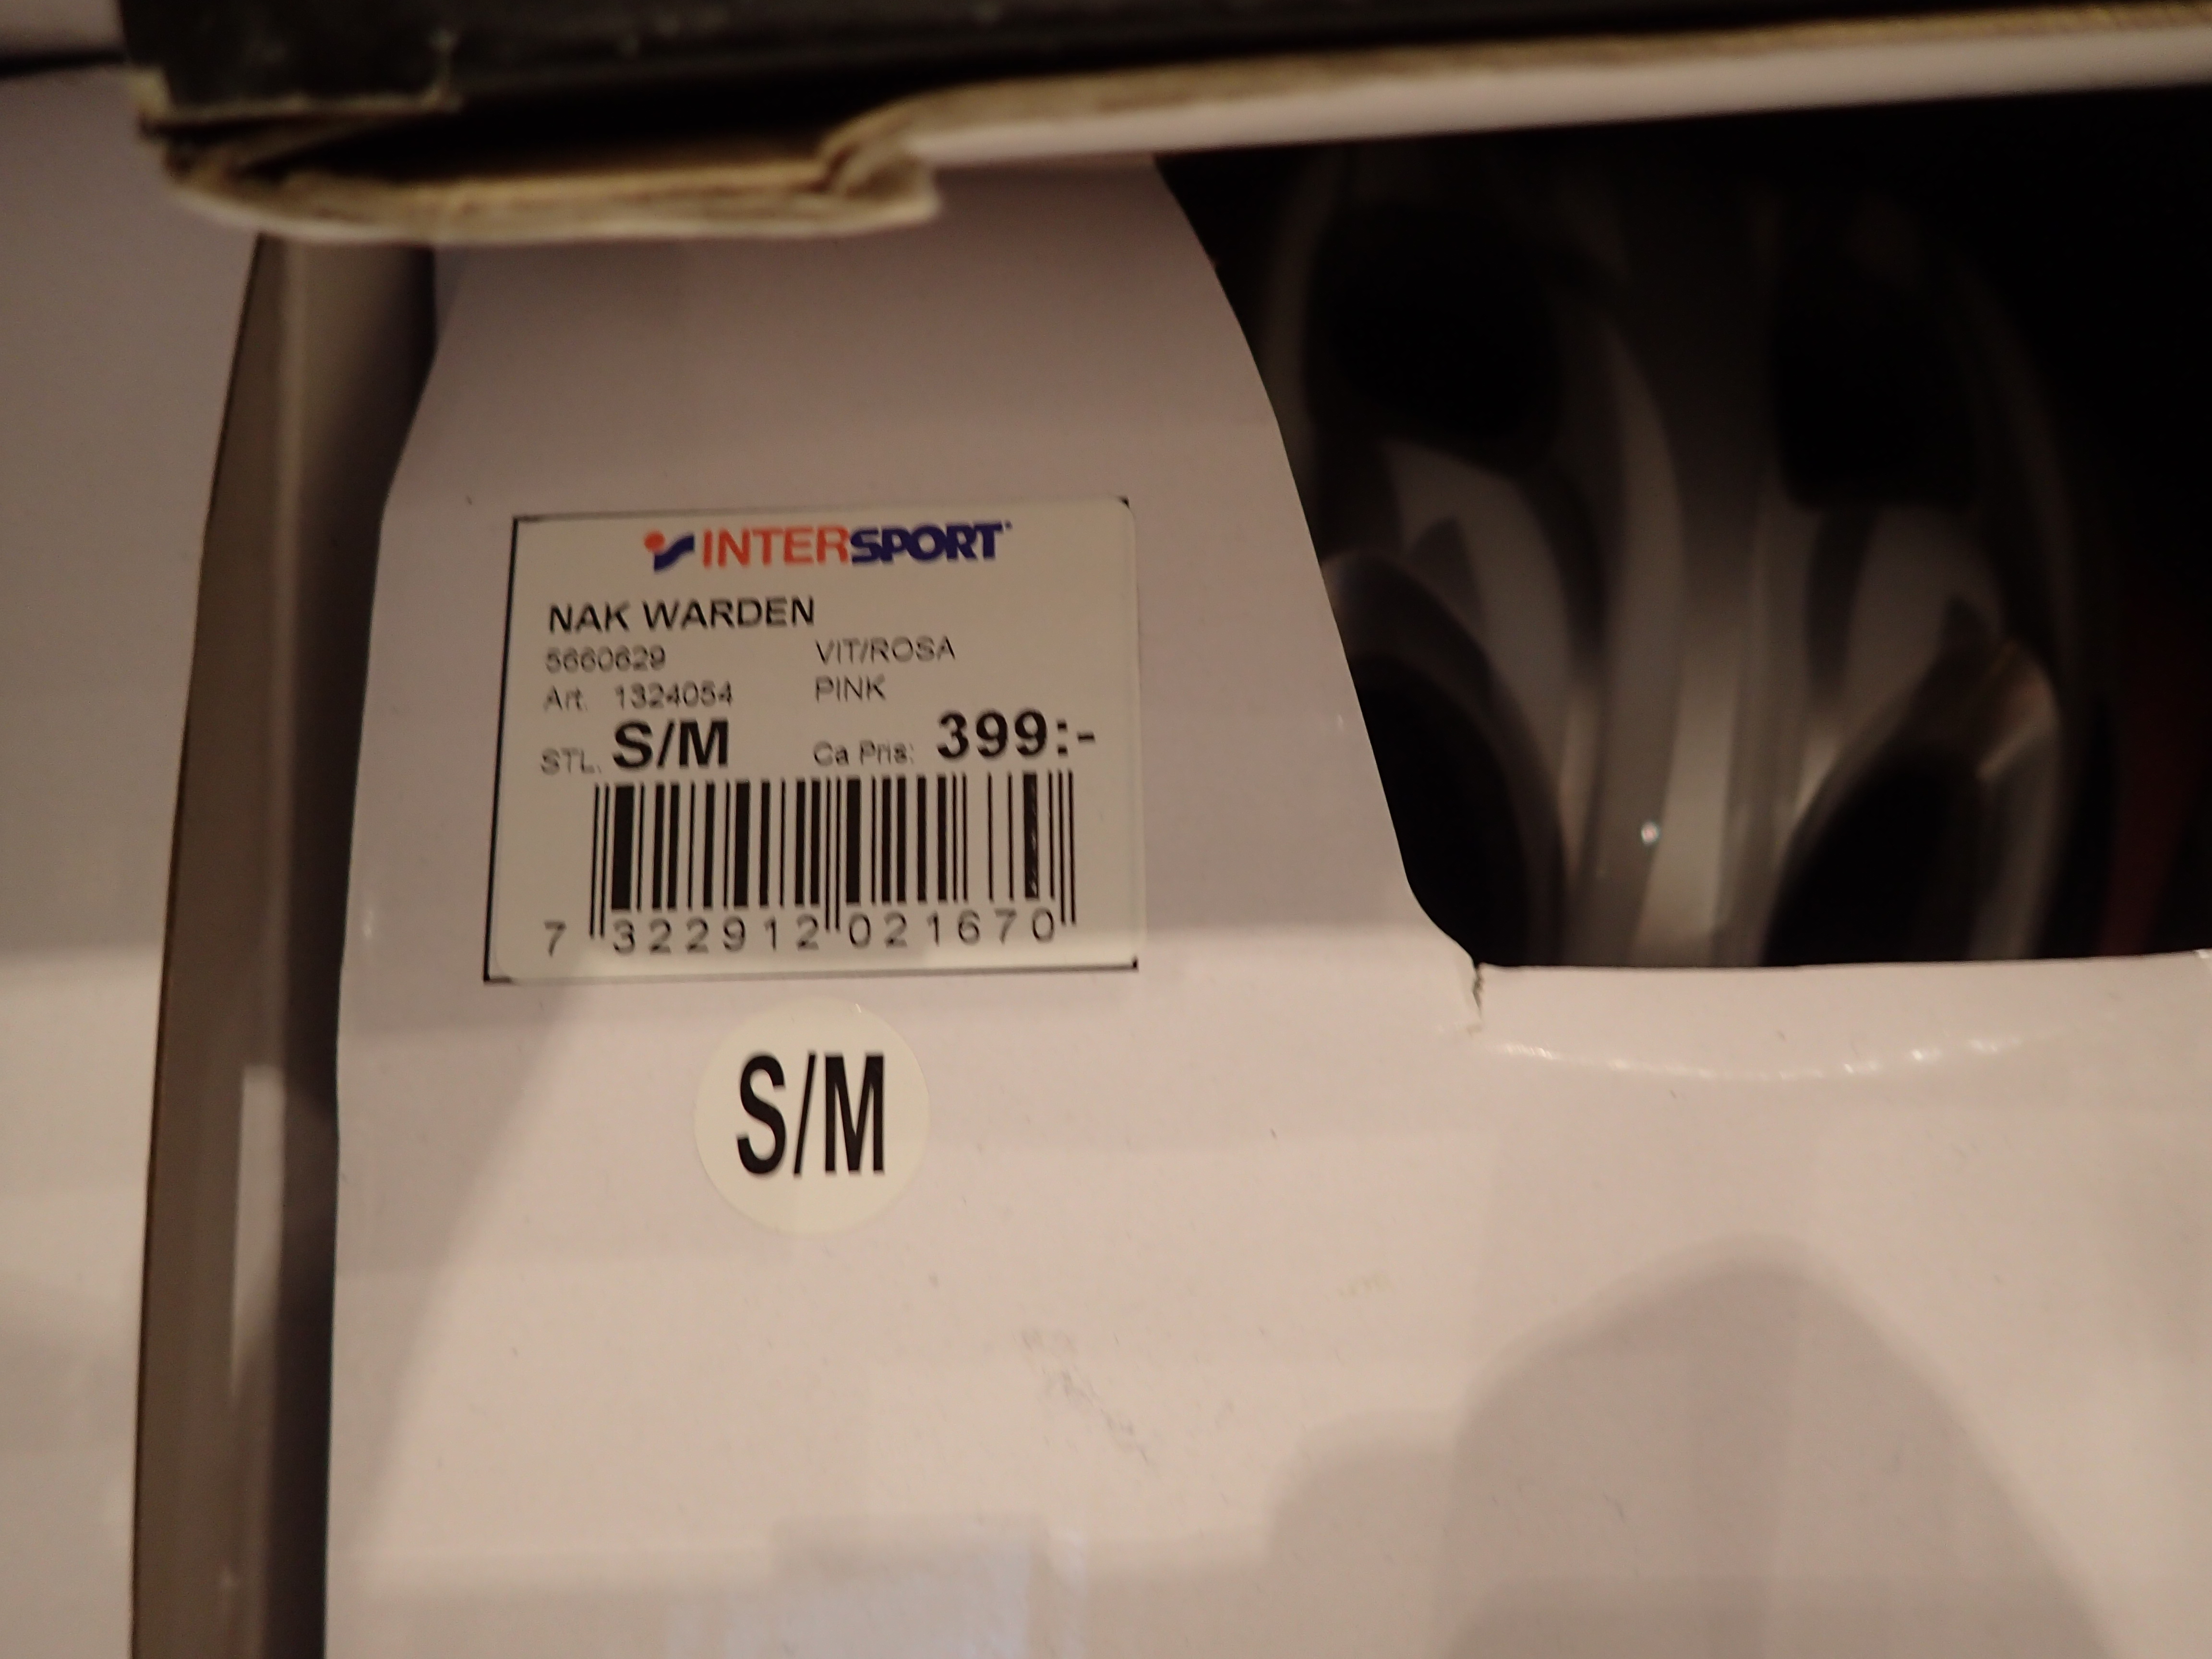 INTERSPORT
NAK WARDEN
5660629 VIT/ROSA
Art. 1324054 PINK
STL. S/M Ca Pris: 399:-
7 322912 021670
S/M